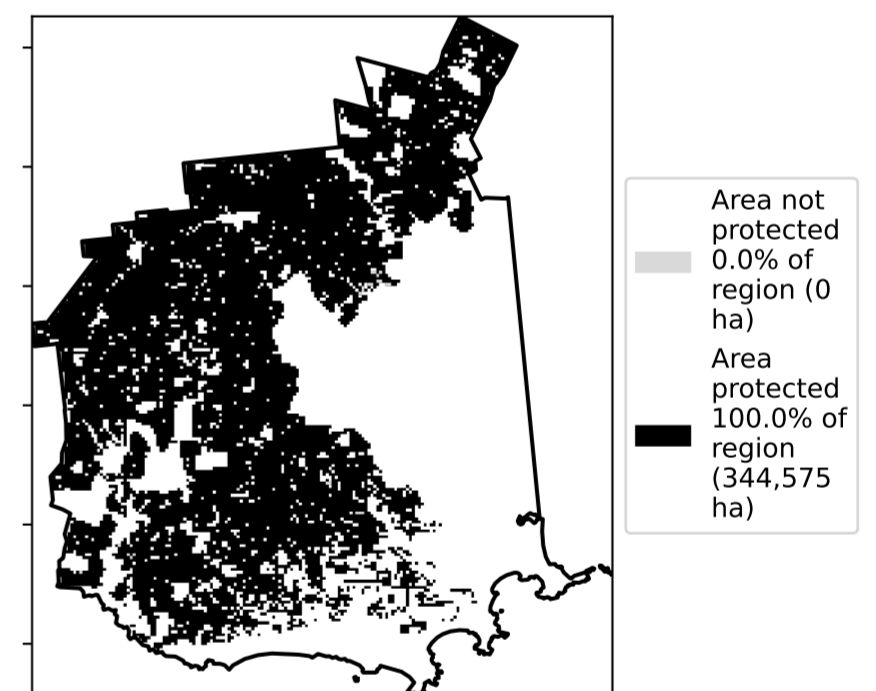 Area not
protected
0.0% of
region (0
ha)
Area
protected
100.0% of
region
(344,575
ha)